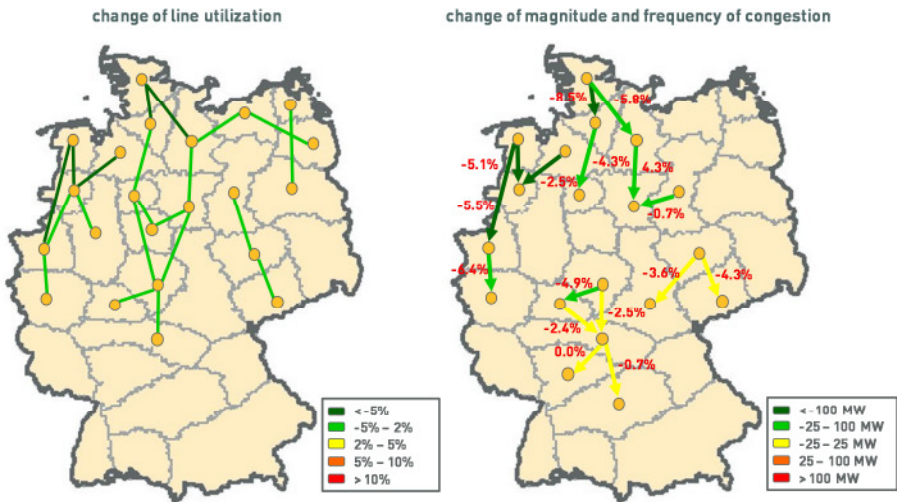 change of line utilization
change of magnitude and frequency of congestion
-8.5%
-5.8%
-5.1%
-2.5%
-4.3%
4.3%
-5.5%
-0.7%
-6.4%
-4.9%
-3.6%
-4.3%
-2.5%
-2.4%
0.0%
-0.7%
<-5%
-5% – 2%
2% – 5%
5% – 10%
> 10%
<-100 MW
-25 – 100 MW
-25 – 25 MW
25 – 100 MW
> 100 MW